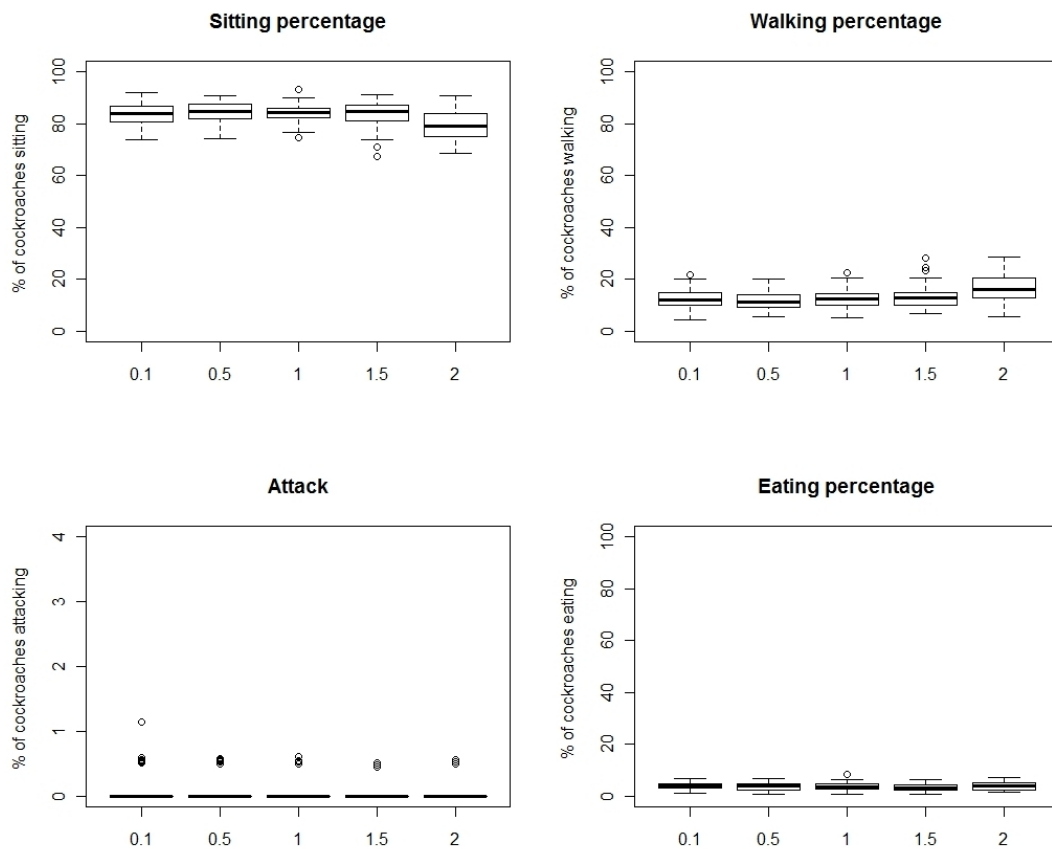 Sitting percentage
% of cockroaches sitting
0 20 40 60 80 100
0.1 0.5 1 1.5 2
Walking percentage
% of cockroaches walking
0 20 40 60 80 100
0.1 0.5 1 1.5 2
Attack
% of cockroaches attacking
0 1 2 3 4
0.1 0.5 1 1.5 2
Eating percentage
% of cockroaches eating
0 20 40 60 80 100
0.1 0.5 1 1.5 2